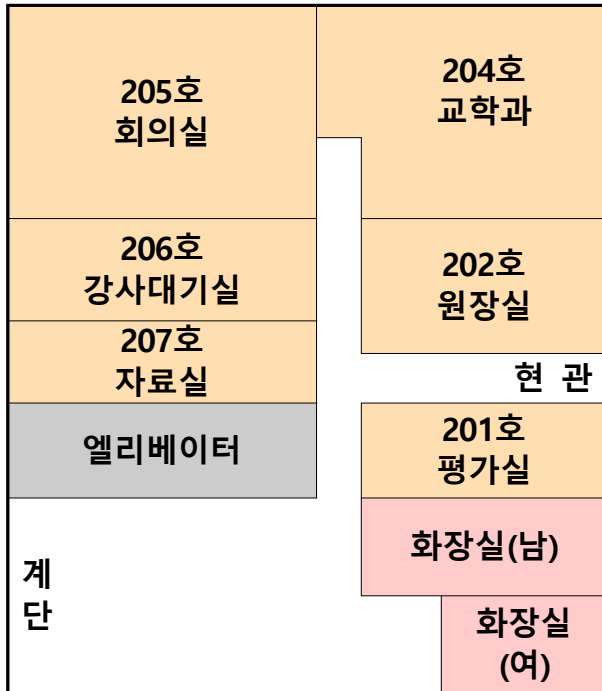 205호
회의실
204호
교학과
206호
강사대기실
202호
원장실
207호
자료실
현 관
엘리베이터
201호
평가실
화장실(남)
계
단
화장실
(여)